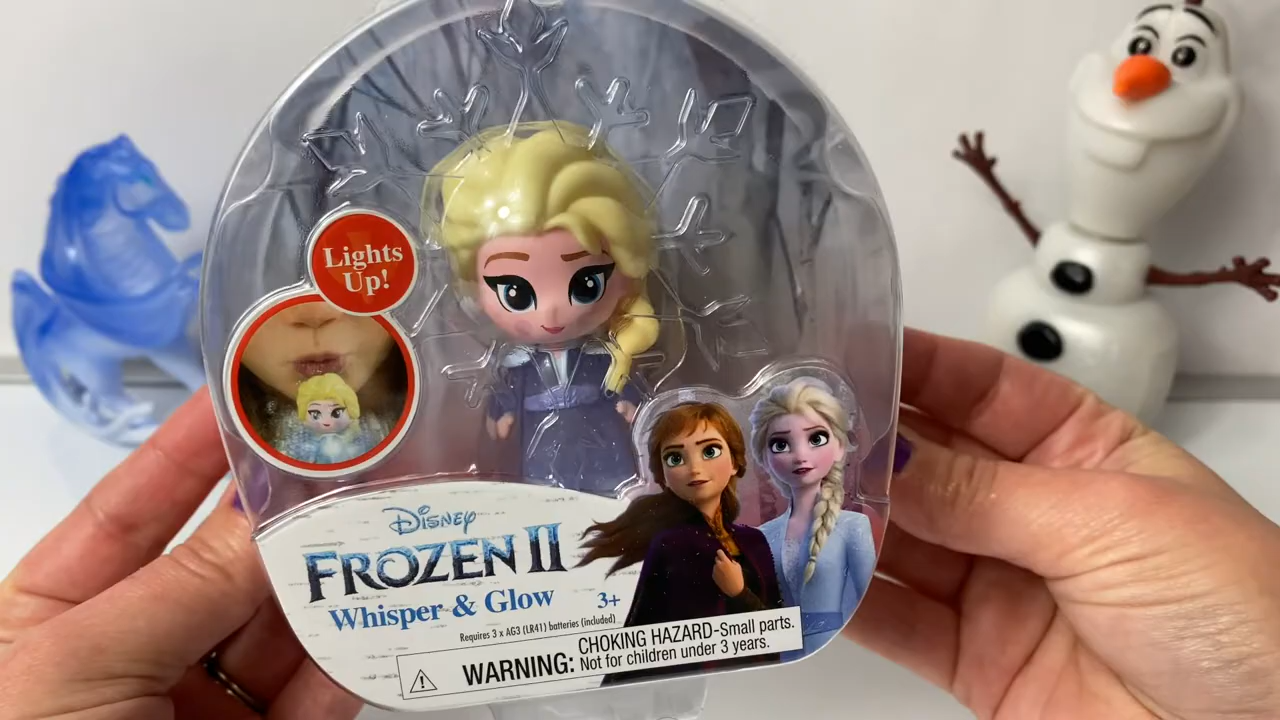 Lights
Up!
Disney
FROZEN II
Whisper & Glow
3+
Requires 3 x AG3 (LR41) batteries (included)
WARNING:
CHOKING HAZARD-Small parts.
Not for children under 3 years.